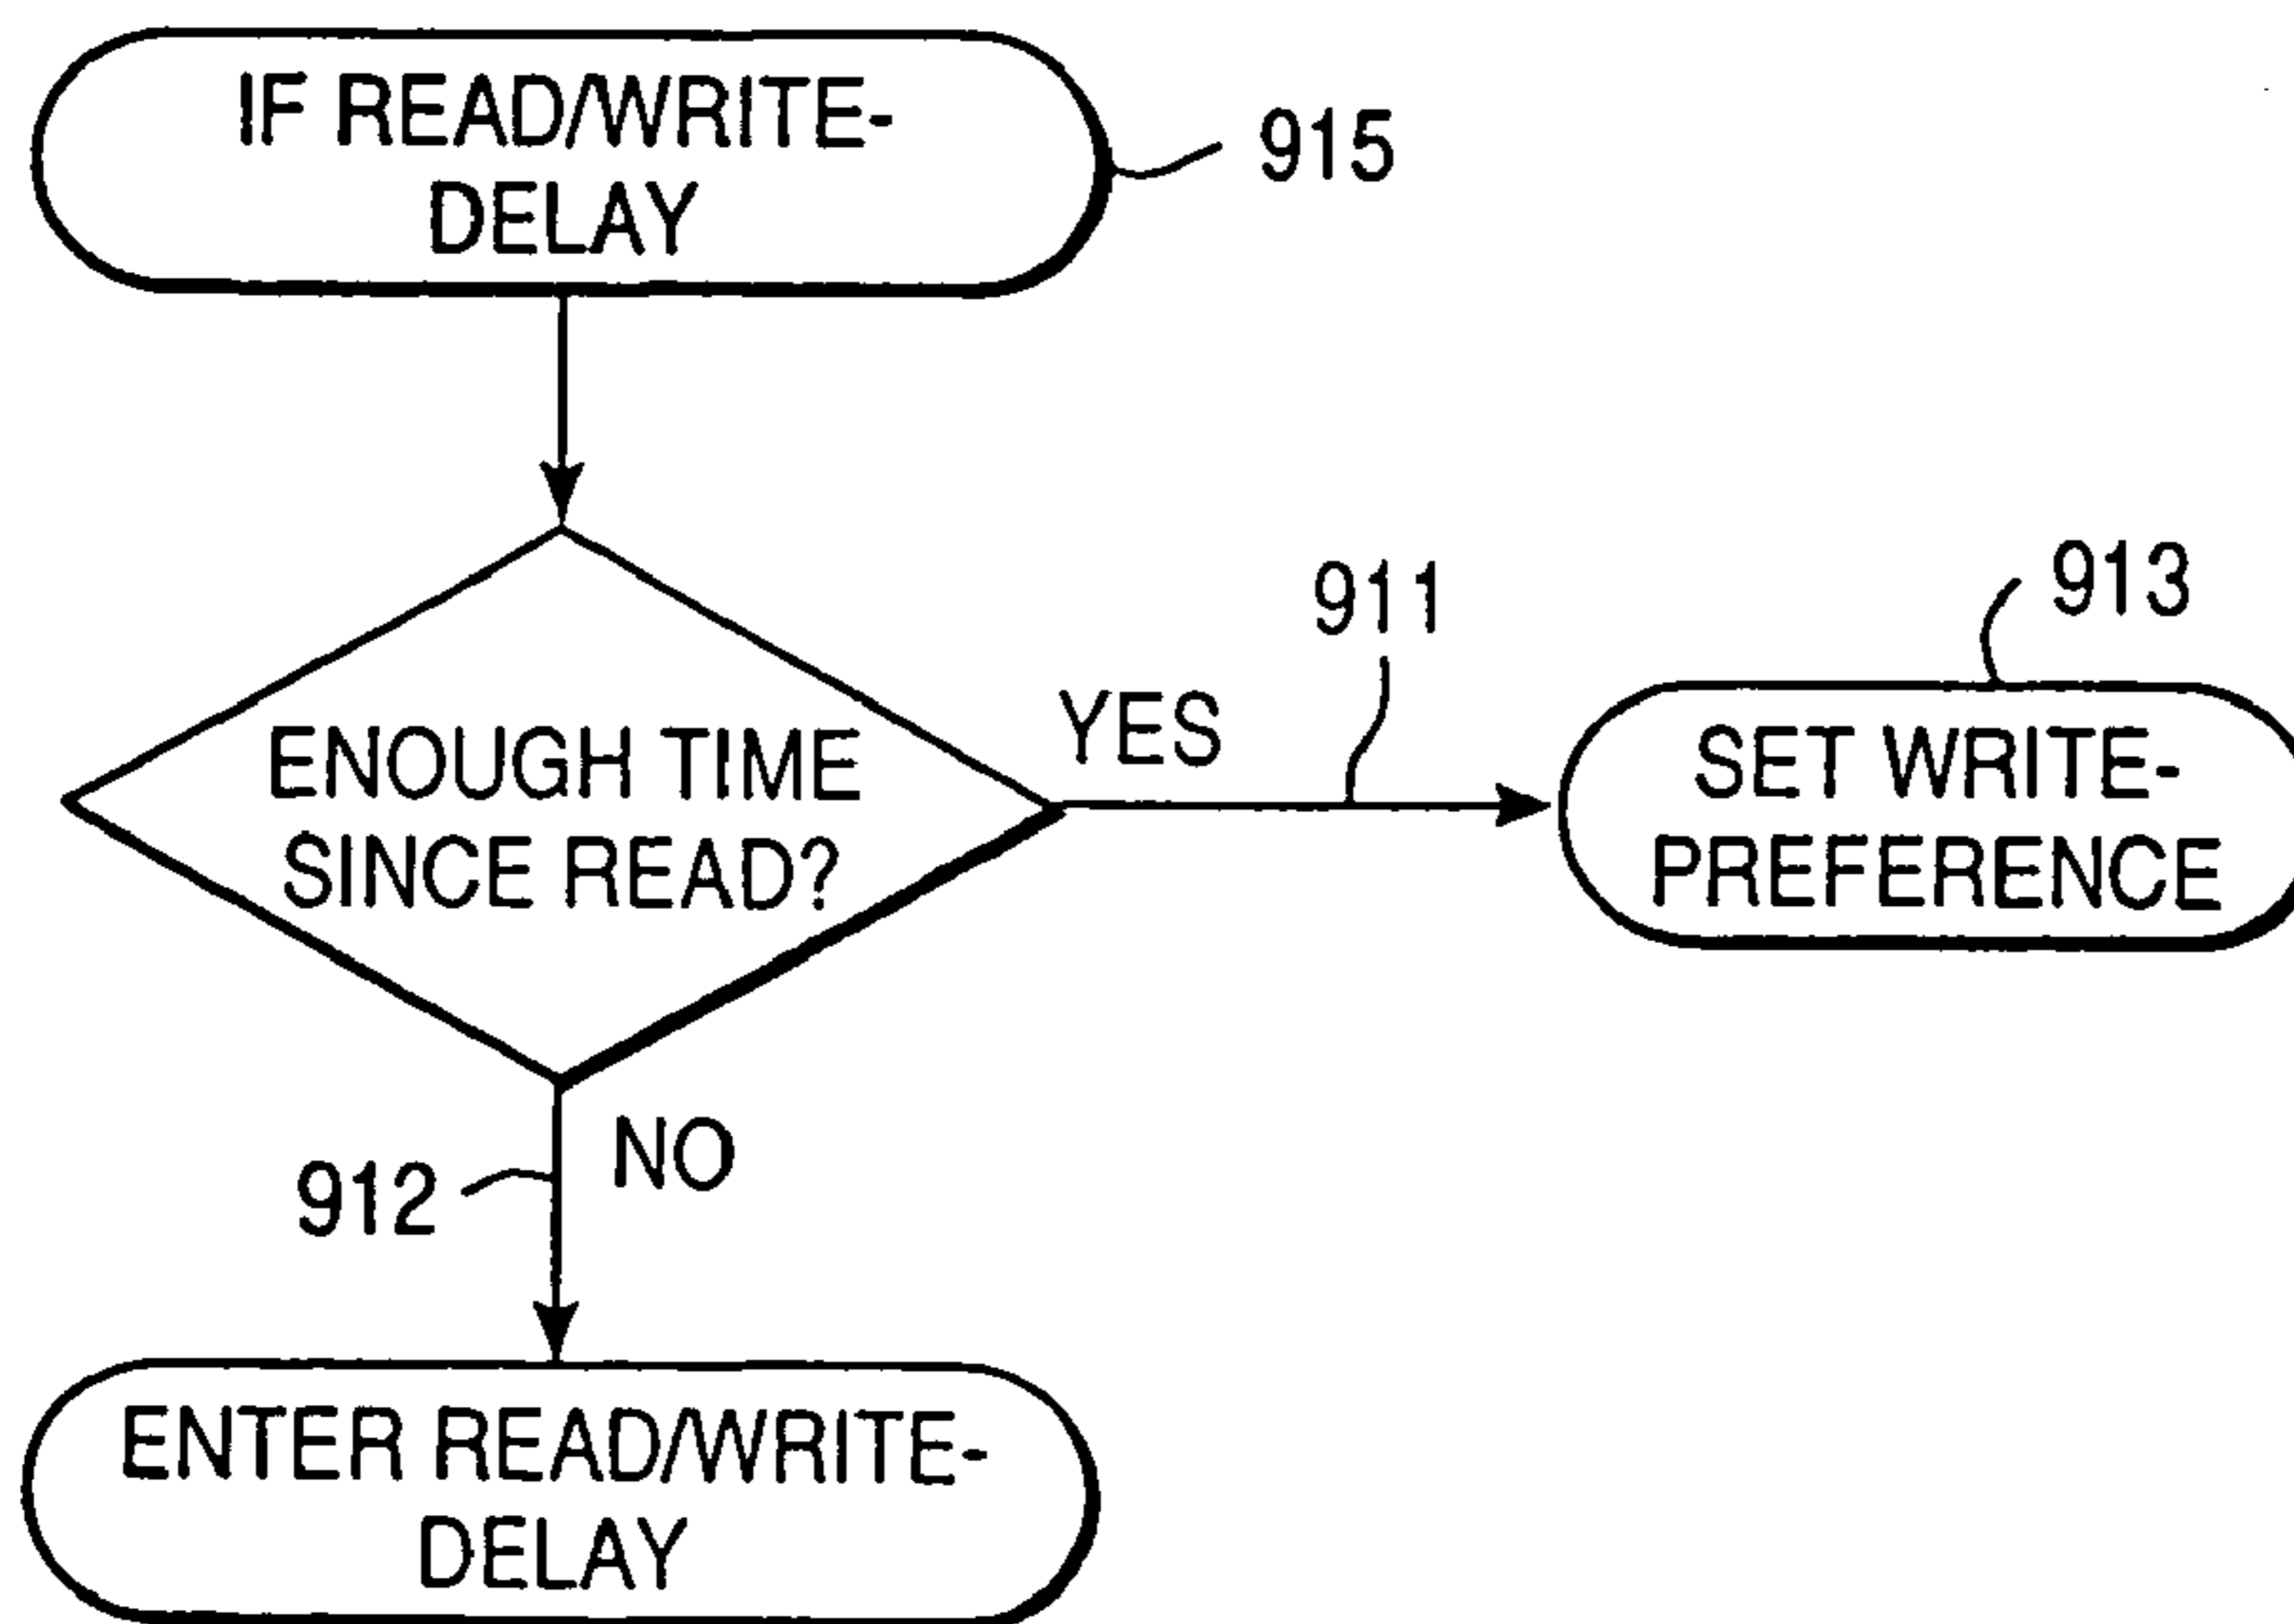 IF READ/WRITE-
DELAY
915
911
913
YES
ENOUGH TIME
SINCE READ?
SET WRITE-
PREFERENCE
NO
912
ENTER READ/WRITE-
DELAY